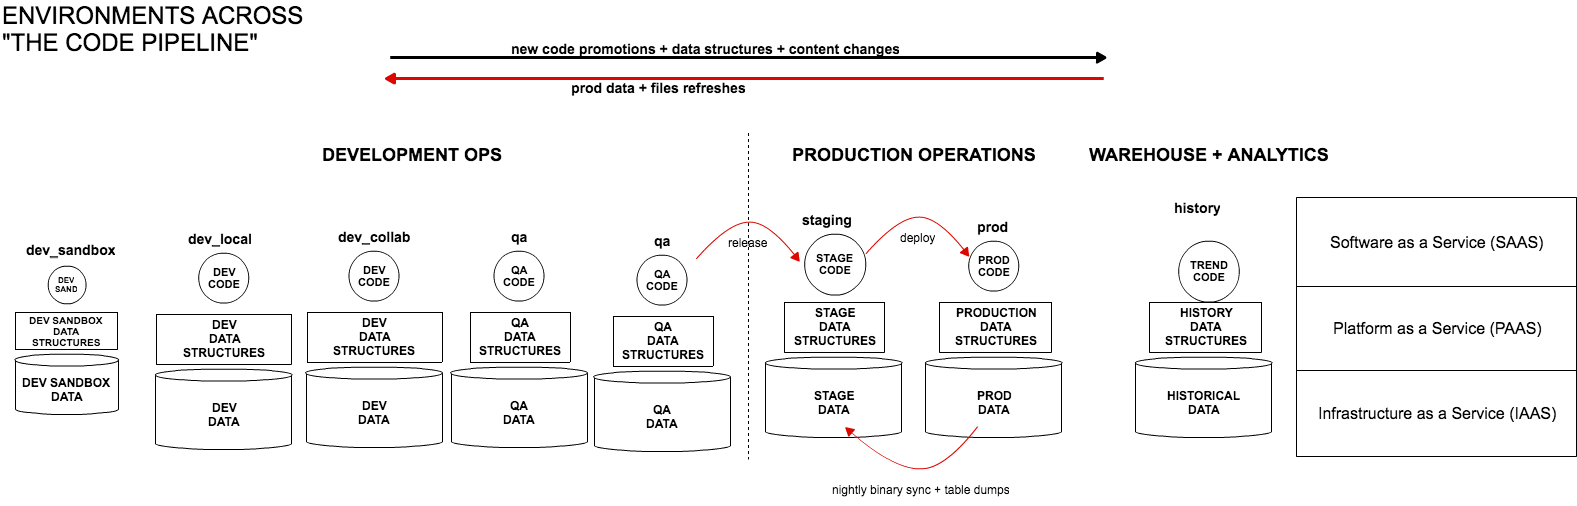 ENVIRONMENTS ACROSS
"THE CODE PIPELINE"
new code promotions + data structures + content changes
prod data + files refreshes
DEVELOPMENT OPS
PRODUCTION OPERATIONS
WAREHOUSE + ANALYTICS
dev_sandbox
DEV
SAND
DEV SANDBOX
DATA
STRUCTURES
DEV SANDBOX
DATA
dev_local
DEV
CODE
DEV
DATA
STRUCTURES
DEV
DATA
dev_collab
DEV
CODE
DEV
DATA
STRUCTURES
DEV
DATA
qa
QA
CODE
QA
DATA
STRUCTURES
QA
DATA
qa
QA
CODE
QA
DATA
STRUCTURES
QA
DATA
release
staging
STAGE
CODE
STAGE
DATA
STRUCTURES
STAGE
DATA
deploy
prod
PROD
CODE
PRODUCTION
DATA
STRUCTURES
PROD
DATA
nightly binary sync + table dumps
history
TREND
CODE
HISTORY
DATA
STRUCTURES
HISTORICAL
DATA
Software as a Service (SAAS)
Platform as a Service (PAAS)
Infrastructure as a Service (IAAS)